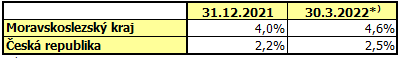 31.12.2021 30.3.2022*)
Moravskoslezský kraj 4,0% 4,6%
Česká republika 2,2% 2,5%